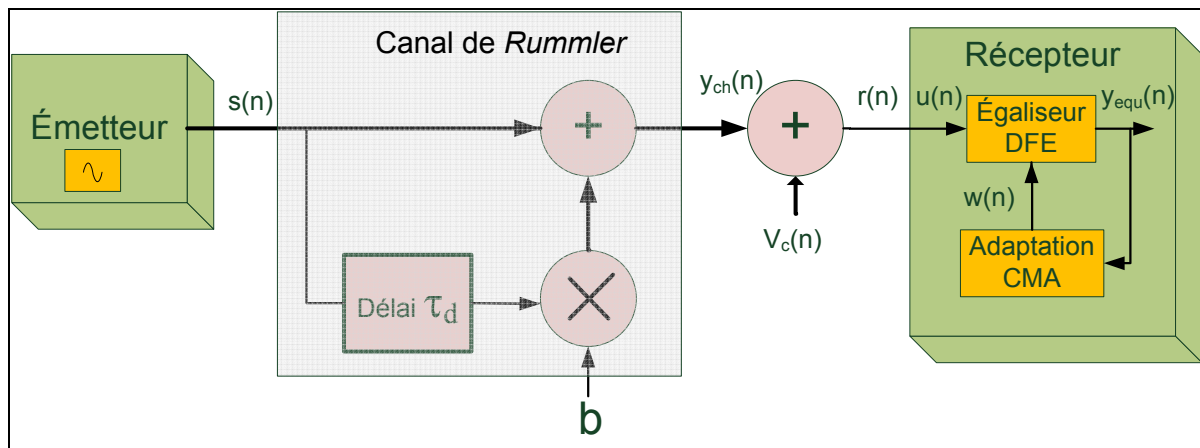 Canal de Rummler
Émetteur
s(n)
+
Délai τd
b
ych(n)
+
Vc(n)
r(n)
Récepteur
u(n)
Égaliseur
DFE
yequ(n)
w(n)
Adaptation
CMA